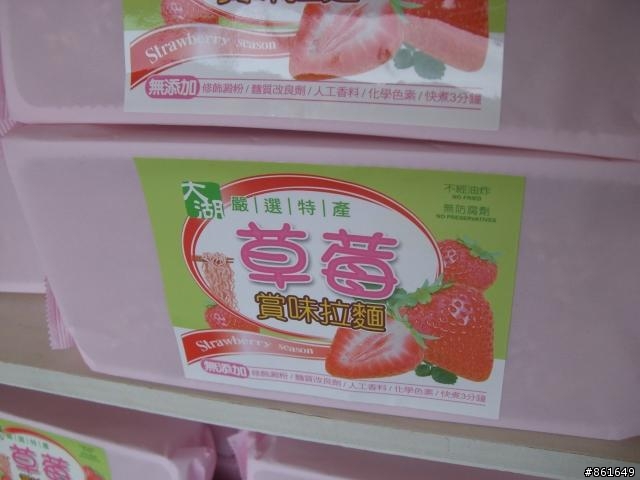 Strawberry season
無添加 修飾澱粉/麵質改良劑/人工香料/化學色素/快煮3分鐘
大湖
嚴|選|特|產
不經油炸
NO FRIED
無防腐劑
NO PRESERVATIVES
草莓
賞味拉麵
Strawberry season
無添加 修飾澱粉/麵質改良劑/人工香料/化學色素/快煮3分鐘
嚴|選|特|產
草莓
#861649